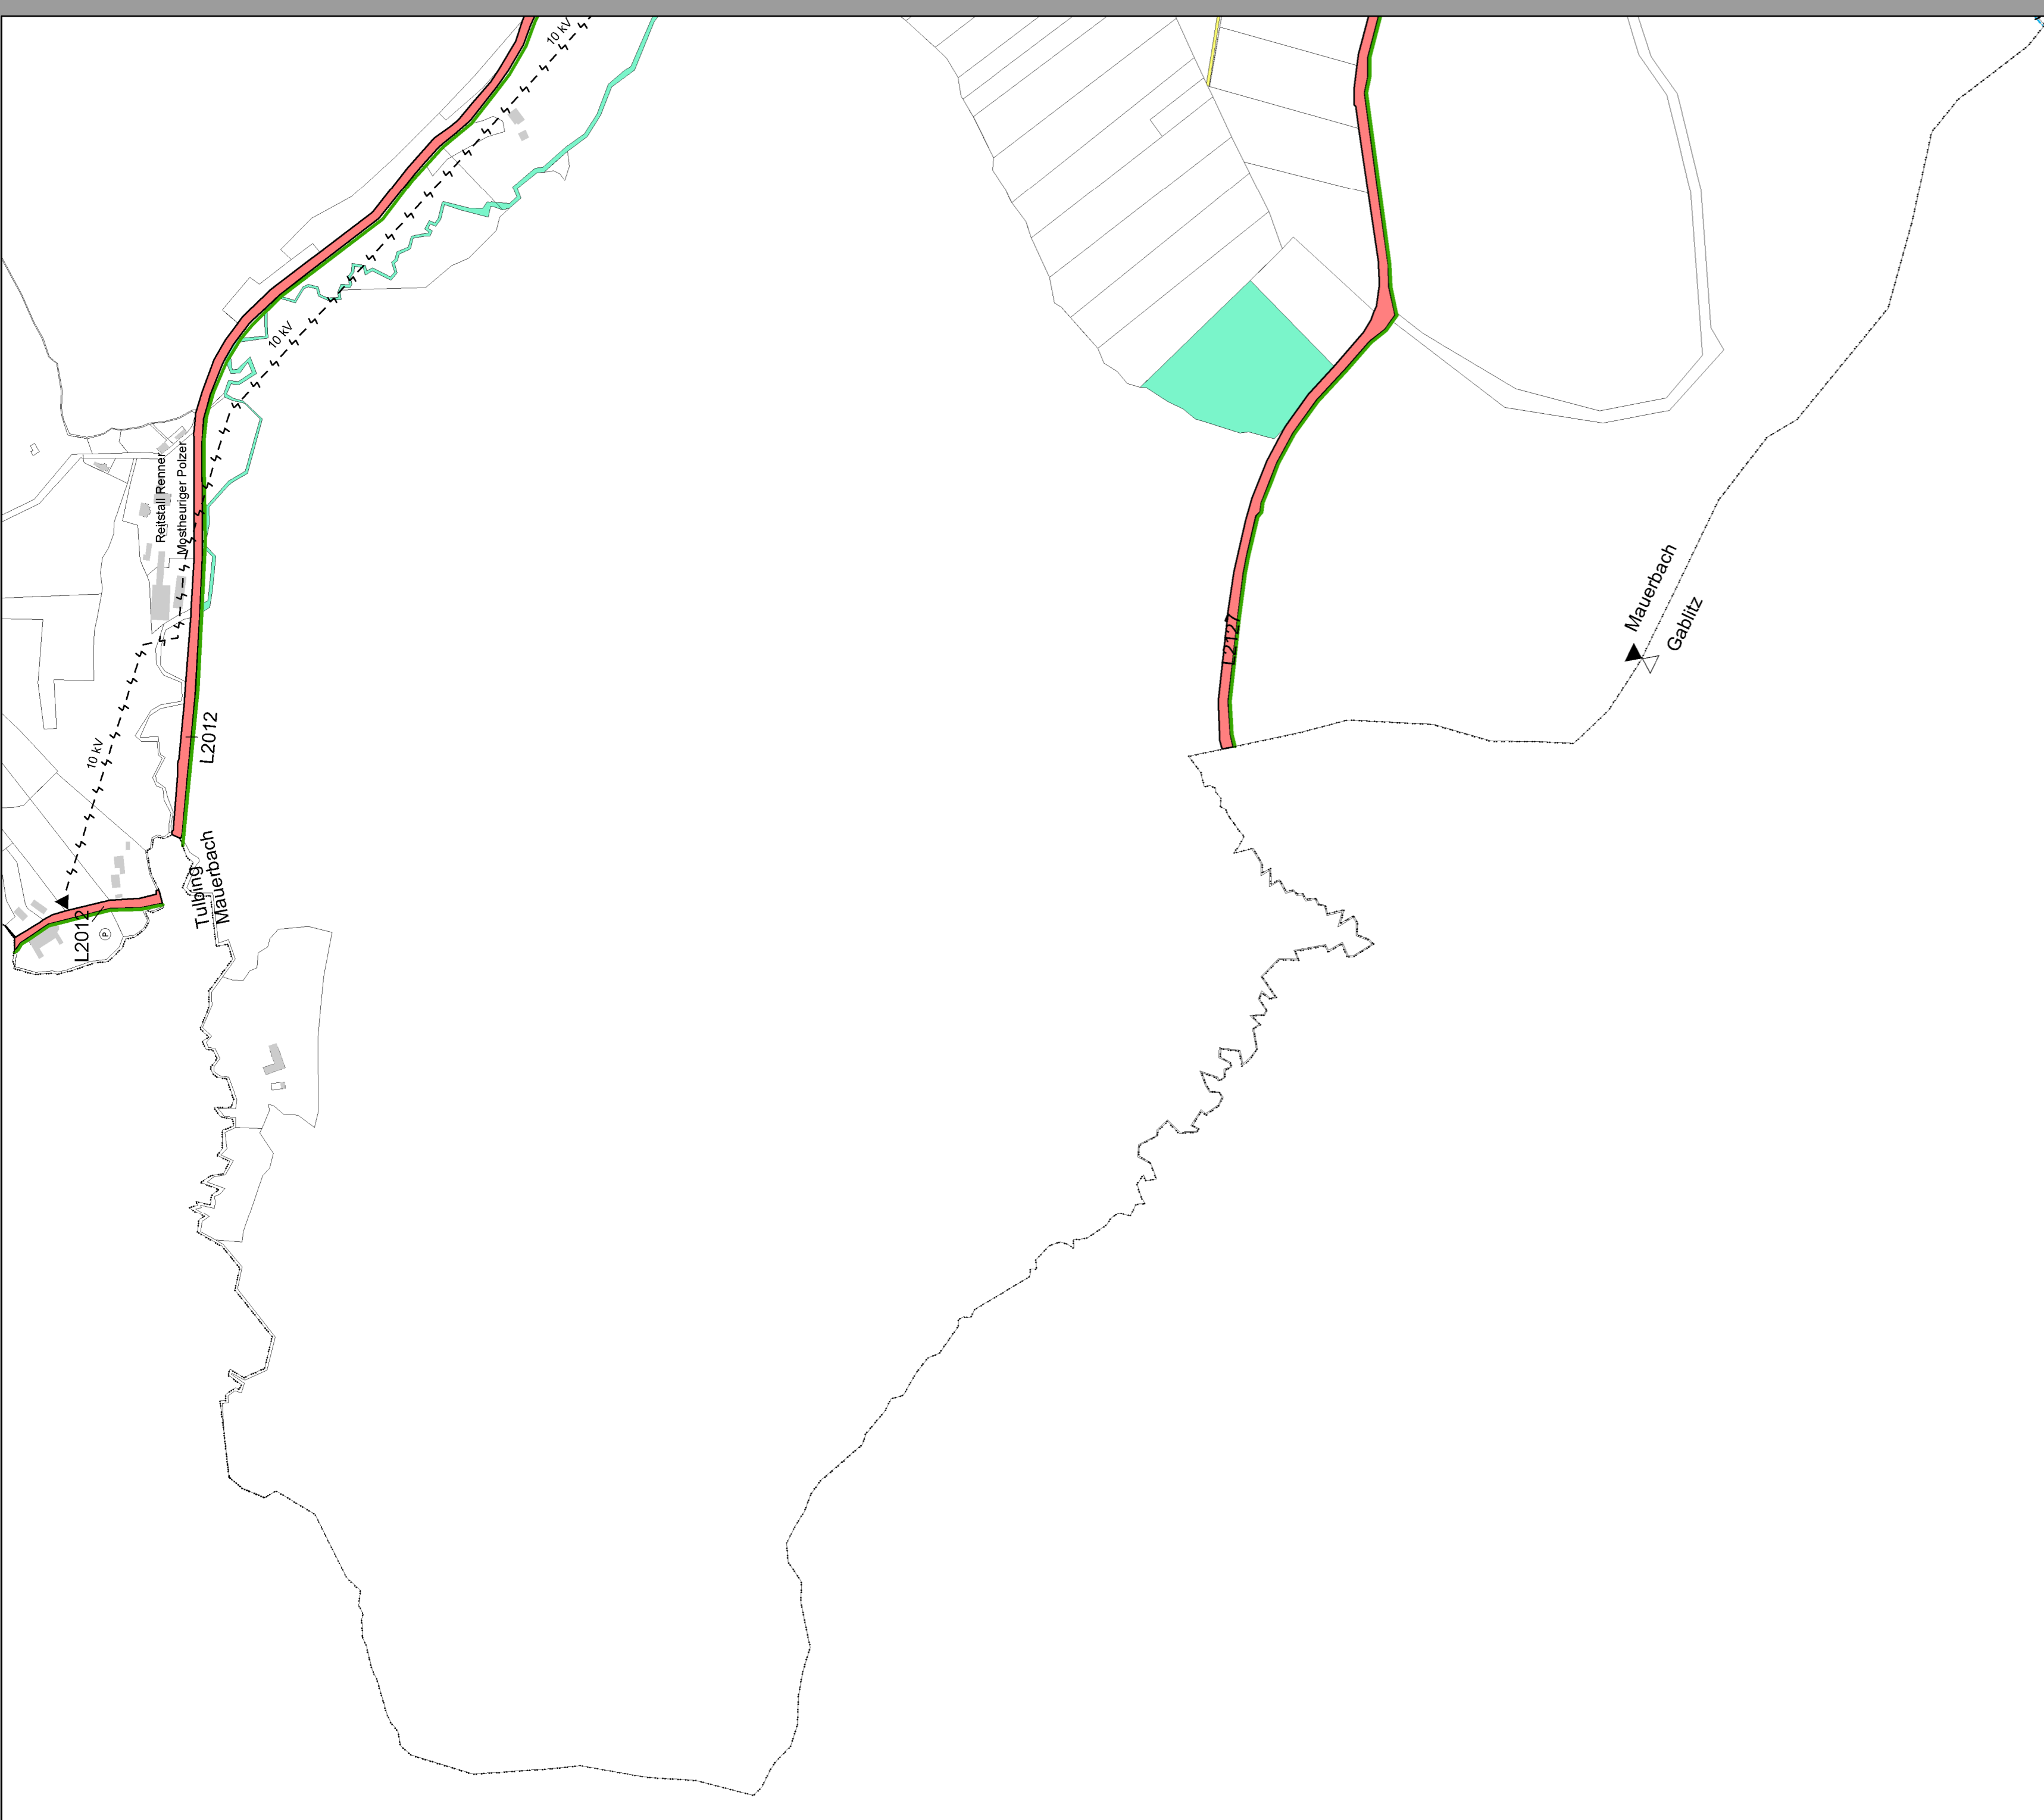 10 kV
10 kV
Reitstall Renner
Mostheuriger Polzer
Mauerbach
Gablitz
L2127
L2012
10 kV
Tulbing
Mauerbach
L2012
P